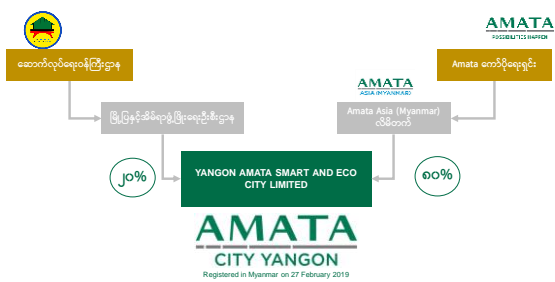 AMATA
POSSIBILITIES HAPPEN
ဆောက်လုပ်ရေးဝန်ကြီးဌာန
Amata ကော်ပိုရေးရှင်း
AMATA
ASIA (MYANMAR)
မြို့ပြနှင့်အိမ်ရာဖွံ့ဖြိုးရေးဦးစီးဌာန
Amata Asia (Myanmar)
လိမိတက်
၂၀%
YANGON AMATA SMART AND ECO
CITY LIMITED
၈၀%
AMATA
CITY YANGON
Registered in Myanmar on 27 February 2019